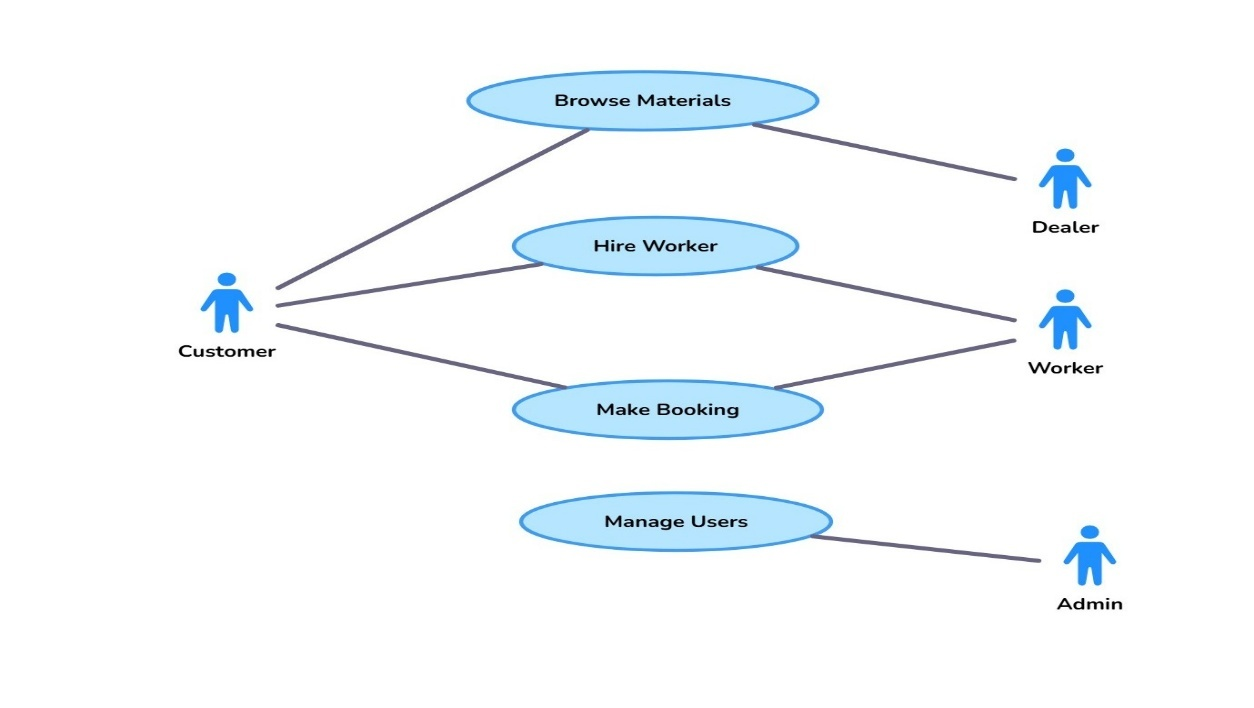 Browse Materials
Dealer
Hire Worker
Customer
Worker
Make Booking
Manage Users
Admin